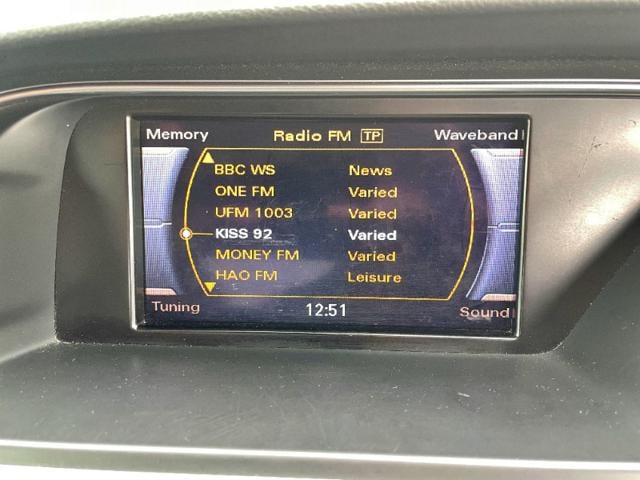 Memory Radio FM TP Waveband
BBC WS News
ONE FM Varied
UFM 1003 Varied
KISS 92 Varied
MONEY FM Varied
HAO FM Leisure
Tuning 12:51 Sound